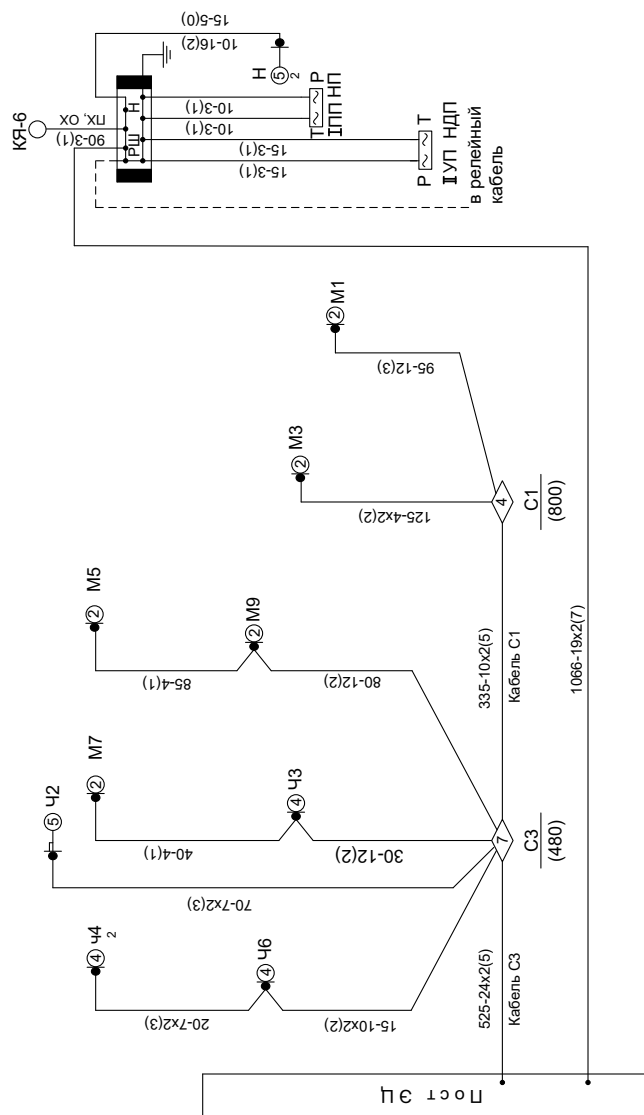 КЯ-6
ПХ, ОХ
90-3(1)
15-5(0)
10-16(2)
Н
5
2
РШ
Н
10-3(1)
10-3(1)
Т
Р
IПП НП
15-3(1)
15-3(1)
Р
Т
IУП НДП
в релейный
кабель
2 М1
95-12(3)
2 М3
125-4х2(2)
4
С1
(800)
335-10х2(5)
Кабель С1
1066-19х2(7)
2 М5
85-4(1)
2 М9
80-12(2)
2 М7
40-4(1)
4 Ч3
30-12(2)
5 Ч2
70-7х2(3)
7
С3
(480)
4 ч4
2
20-7х2(3)
4 Ч6
15-10х2(2)
525-24х2(5)
Кабель С3
Пост ЭЦ